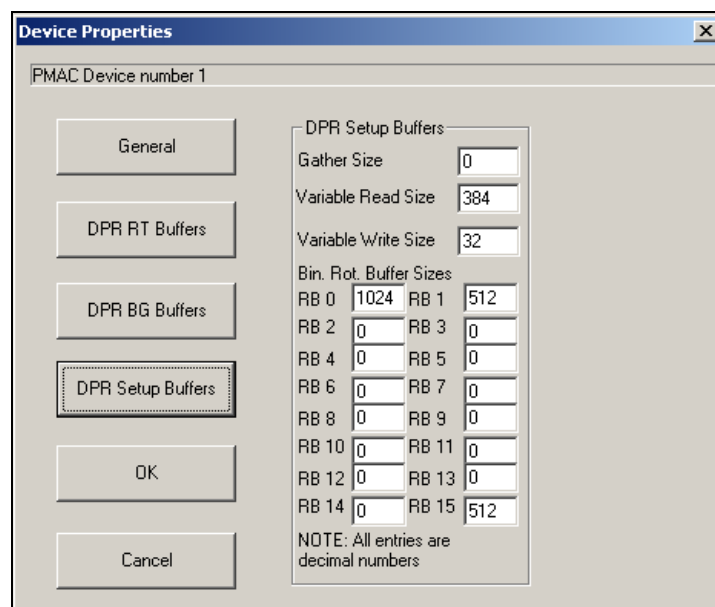 Device Properties
PMAC Device number 1
General
DPR RT Buffers
DPR BG Buffers
DPR Setup Buffers
OK
Cancel
DPR Setup Buffers
Gather Size 0
Variable Read Size 384
Variable Write Size 32
Bin. Rot. Buffer Sizes
RB 0 1024 RB 1 512
RB 2 0 RB 3 0
RB 4 0 RB 5 0
RB 6 0 RB 7 0
RB 8 0 RB 9 0
RB 10 0 RB 11 0
RB 12 0 RB 13 0
RB 14 0 RB 15 512
NOTE: All entries are
decimal numbers